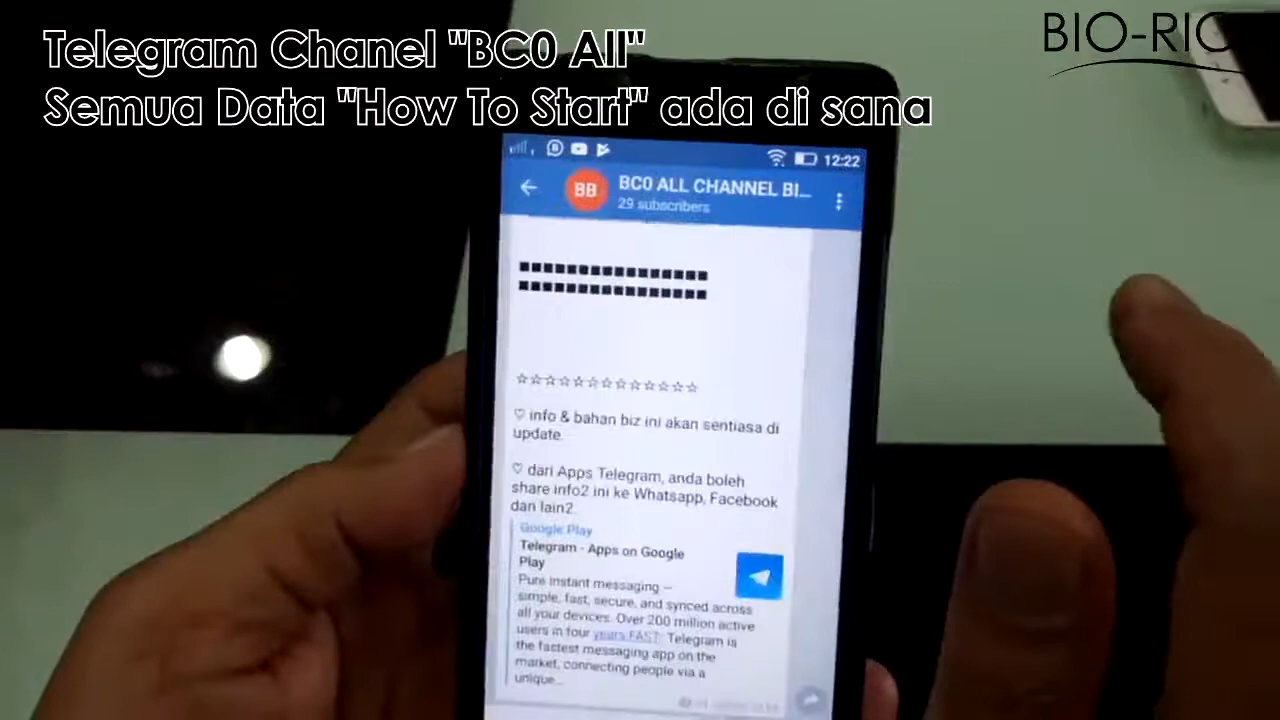 Telegram Chanel "BC0 All"
Semua Data "How To Start" ada di sana
BIO-RIC
12:22
BB
BC0 ALL CHANNEL BI...
29 subscribers
♡ info & bahan biz ini akan sentiasa di
update.
♡ dari Apps Telegram, anda boleh
share info2 ini ke Whatsapp, Facebook
dan lain2.
Google Play
Telegram - Apps on Google
Play
Pure instant messaging —
simple, fast, secure, and synced across
all your devices. Over 200 million active
users in four years.FAST: Telegram is
the fastest messaging app on the
market, connecting people via a
unique...